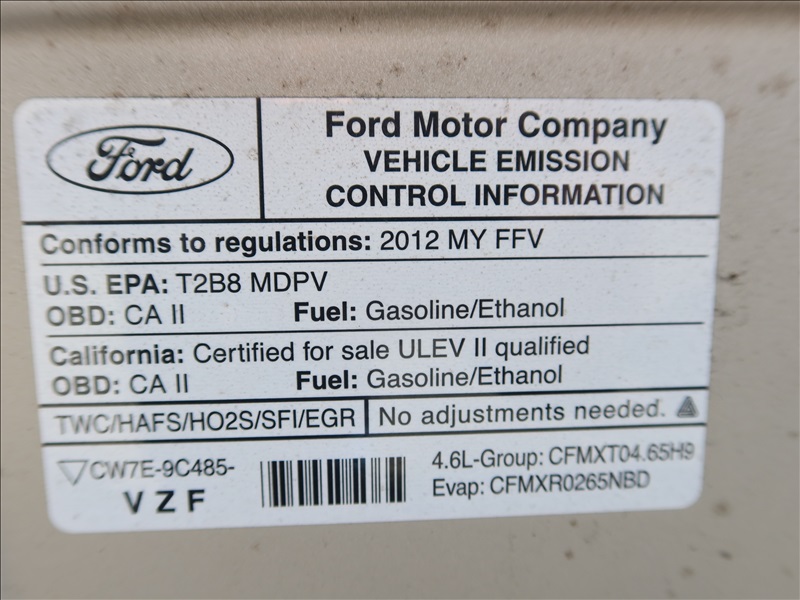 Ford
Ford Motor Company
VEHICLE EMISSION
CONTROL INFORMATION
Conforms to regulations: 2012 MY FFV
U.S. EPA: T2B8 MDPV
OBD: CA II Fuel: Gasoline/Ethanol
California: Certified for sale ULEV II qualified
OBD: CA II Fuel: Gasoline/Ethanol
TWC/HAFS/HO2S/SFI/EGR No adjustments needed.
CW7E-9C485-
V Z F
4.6L-Group: CFMXT04.65H9
Evap: CFMXR0265NBD